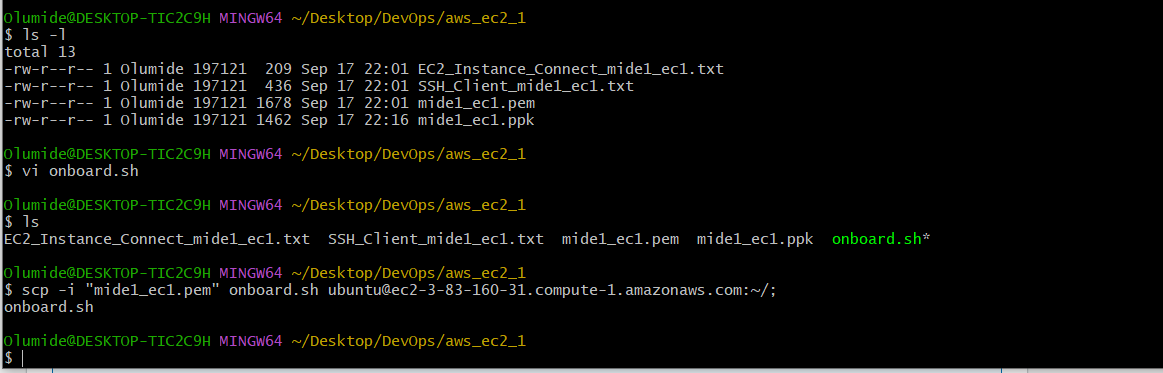 Olumide@DESKTOP-TIC2C9H MINGW64 ~/Desktop/DevOps/aws_ec2_1
$ ls -l
total 13
-rw-r--r-- 1 Olumide 197121  209 Sep 17 22:01 EC2_Instance_Connect_mide1_ec1.txt
-rw-r--r-- 1 Olumide 197121  436 Sep 17 22:01 SSH_Client_mide1_ec1.txt
-rw-r--r-- 1 Olumide 197121 1678 Sep 17 22:01 mide1_ec1.pem
-rw-r--r-- 1 Olumide 197121 1462 Sep 17 22:16 mide1_ec1.ppk
Olumide@DESKTOP-TIC2C9H MINGW64 ~/Desktop/DevOps/aws_ec2_1
$ vi onboard.sh
Olumide@DESKTOP-TIC2C9H MINGW64 ~/Desktop/DevOps/aws_ec2_1
$ ls
EC2_Instance_Connect_mide1_ec1.txt  SSH_Client_mide1_ec1.txt  mide1_ec1.pem  mide1_ec1.ppk  onboard.sh*
Olumide@DESKTOP-TIC2C9H MINGW64 ~/Desktop/DevOps/aws_ec2_1
$ scp -i "mide1_ec1.pem" onboard.sh ubuntu@ec2-3-83-160-31.compute-1.amazonaws.com:~/;
onboard.sh
Olumide@DESKTOP-TIC2C9H MINGW64 ~/Desktop/DevOps/aws_ec2_1
$